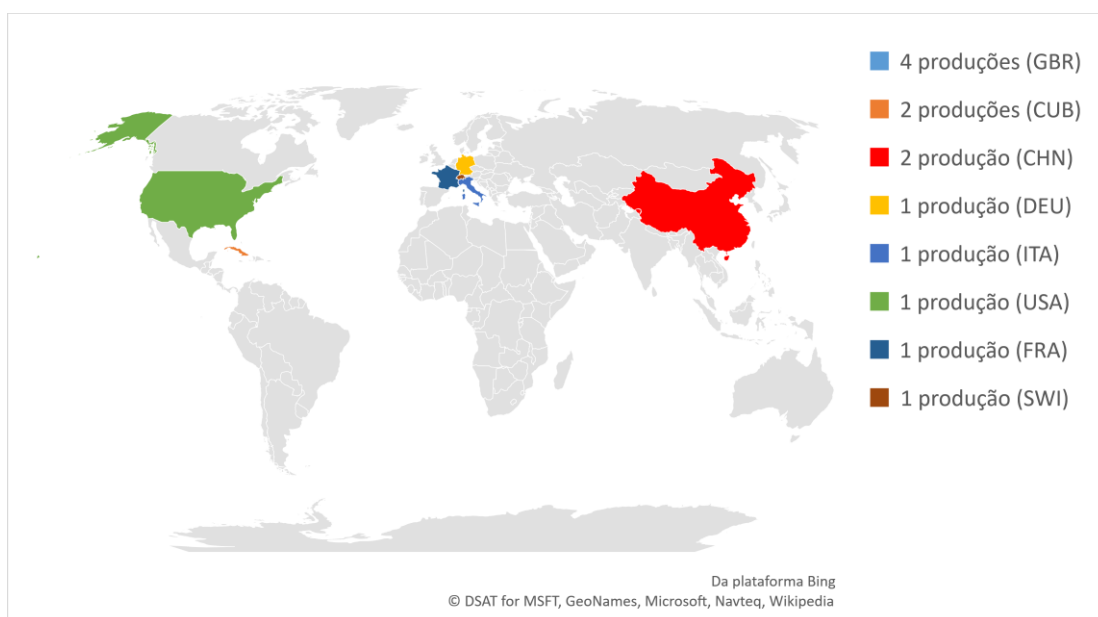 4 produções (GBR)
2 produções (CUB)
2 produção (CHN)
1 produção (DEU)
1 produção (ITA)
1 produção (USA)
1 produção (FRA)
1 produção (SWI)
Da plataforma Bing
© DSAT for MSFT, GeoNames, Microsoft, Navteq, Wikipedia